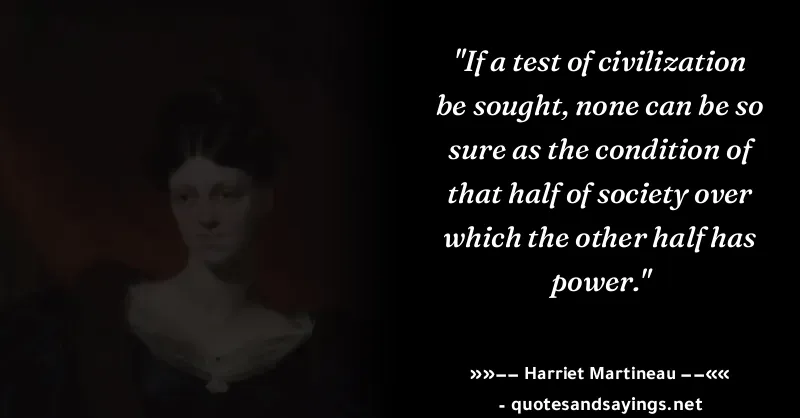 "If a test of civilization
be sought, none can be so
sure as the condition of
that half of society over
which the other half has
power."
»»−− Harriet Martineau −−««
- quotesandsayings.net